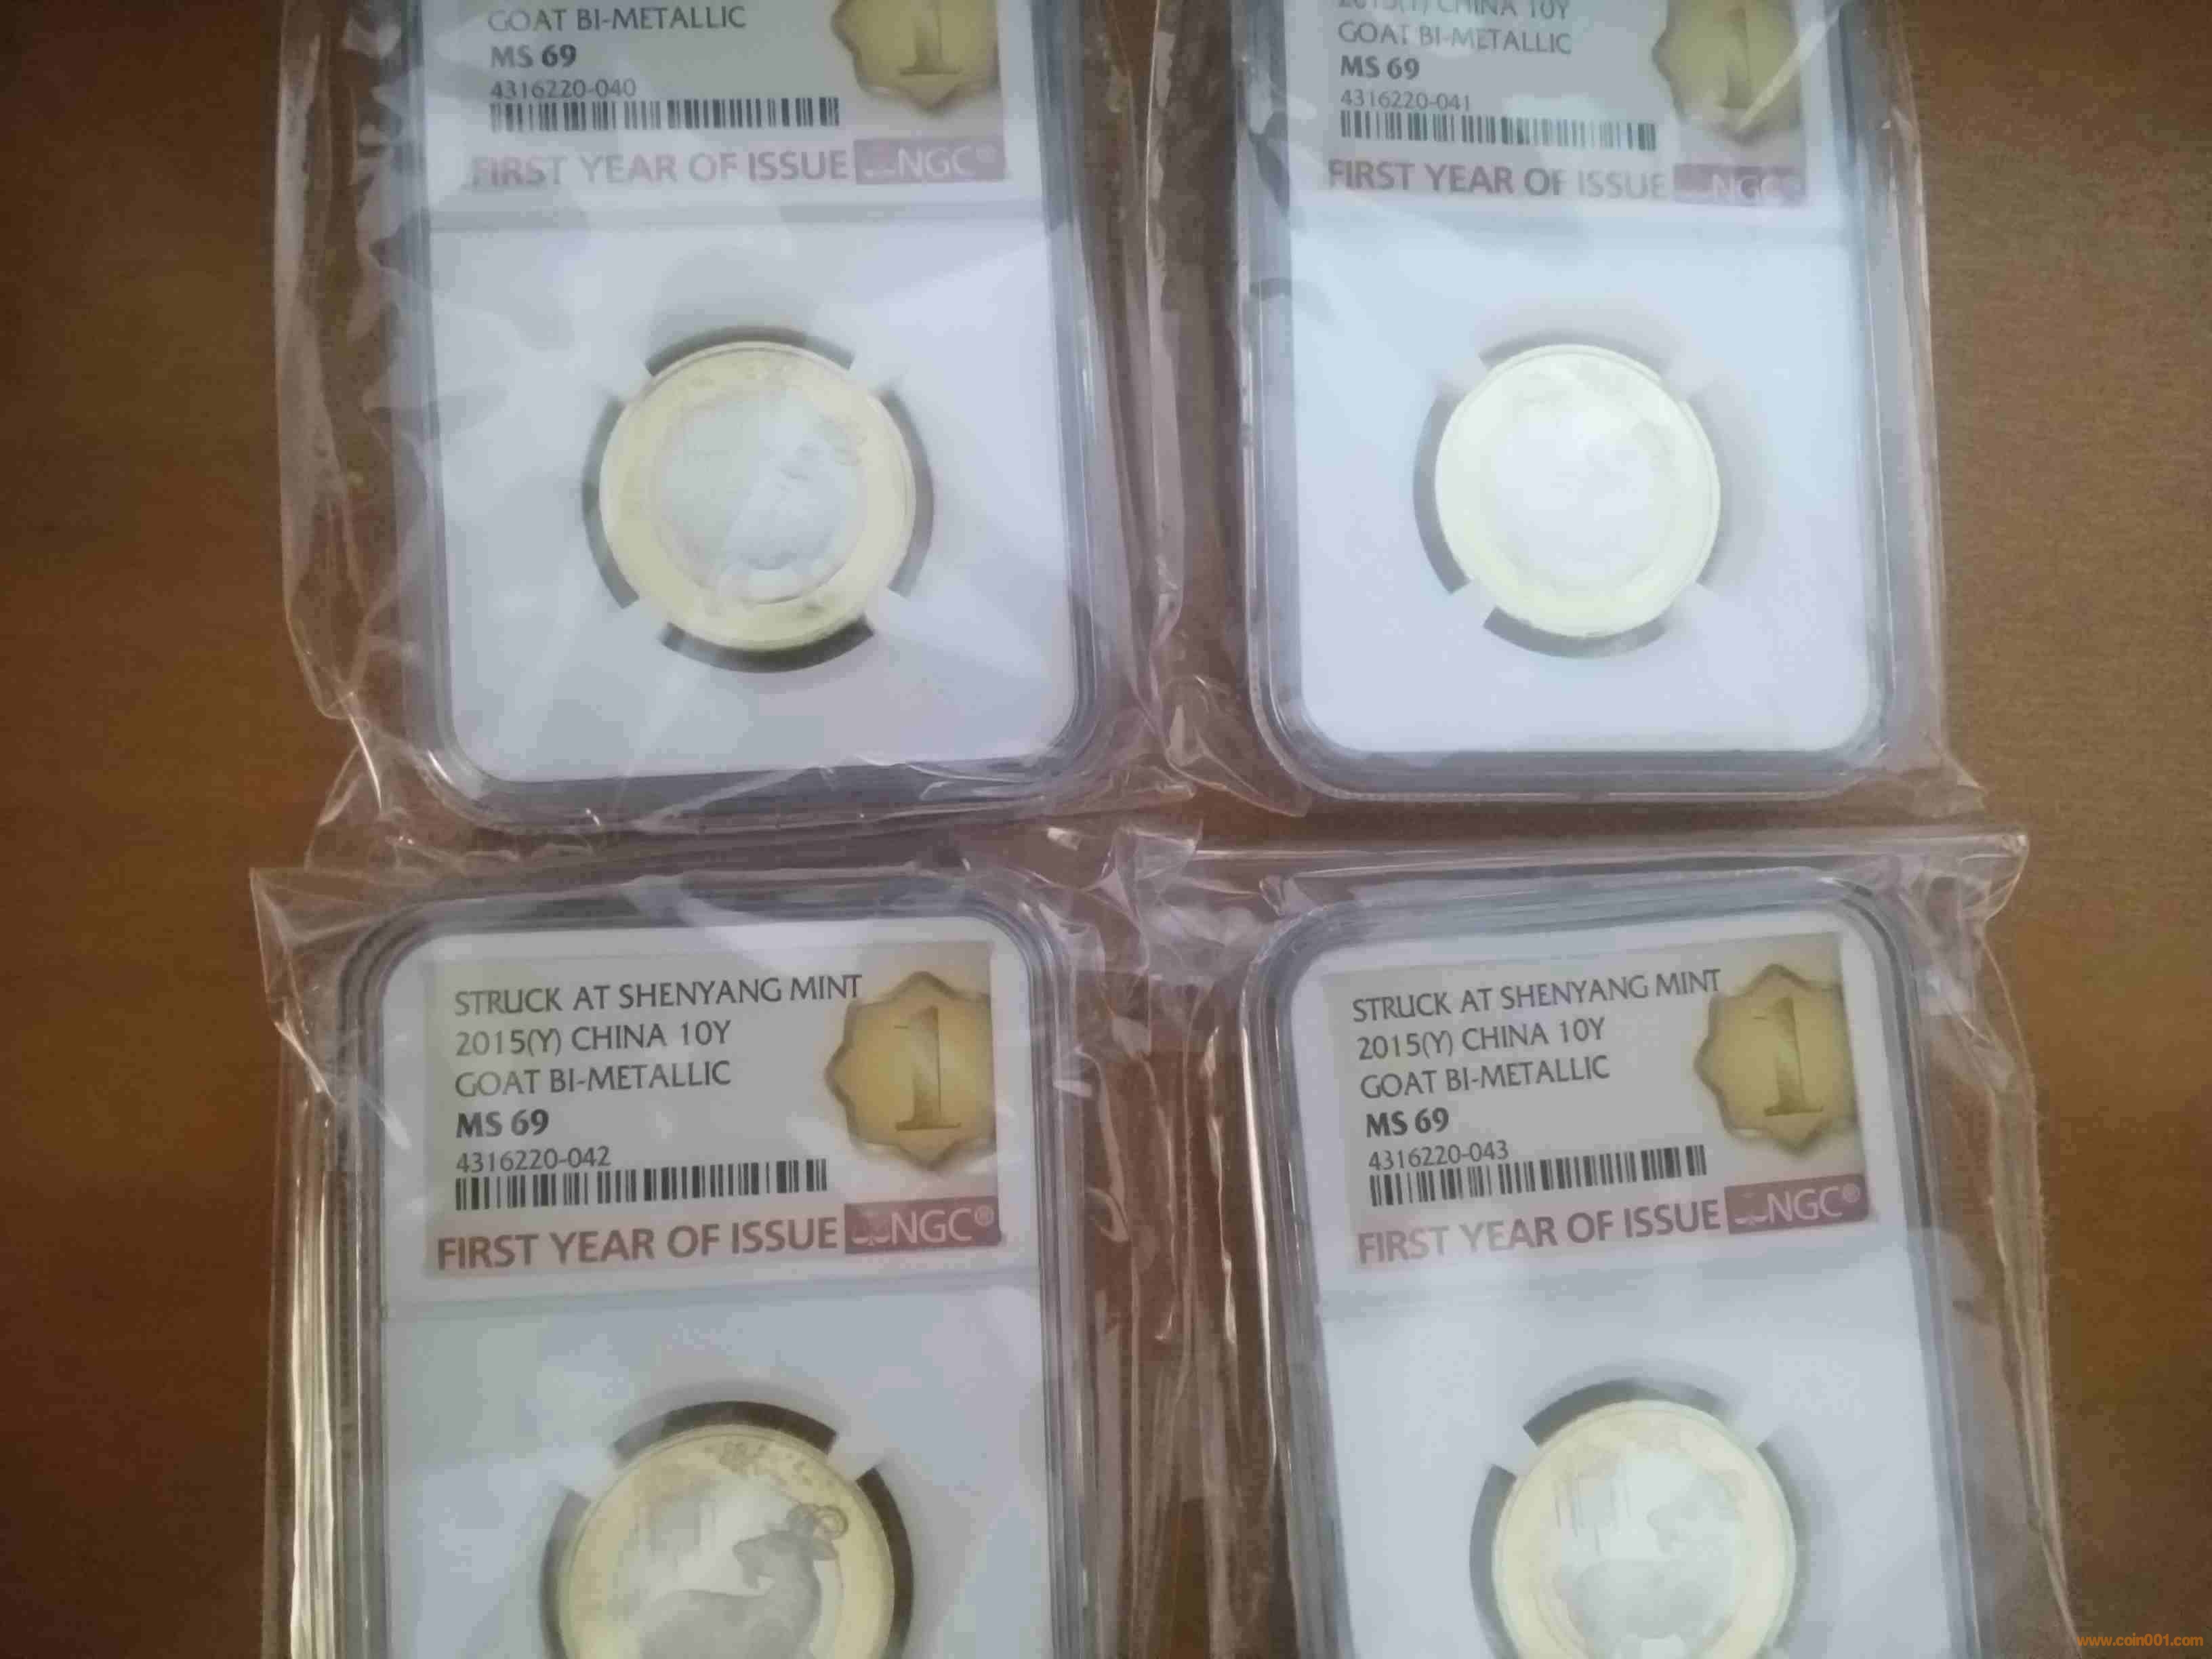 GOAT BI-METALLIC
MS 69
4316220-040
FIRST YEAR OF ISSUE NGC®
1
2015(Y) CHINA 10Y
GOAT BI-METALLIC
MS 69
4316220-041
FIRST YEAR OF ISSUE NGC®
1
STRUCK AT SHENYANG MINT
2015(Y) CHINA 10Y
GOAT BI-METALLIC
MS 69
4316220-042
FIRST YEAR OF ISSUE NGC®
1
STRUCK AT SHENYANG MINT
2015(Y) CHINA 10Y
GOAT BI-METALLIC
MS 69
4316220-043
FIRST YEAR OF ISSUE NGC®
1
www.coin001.com